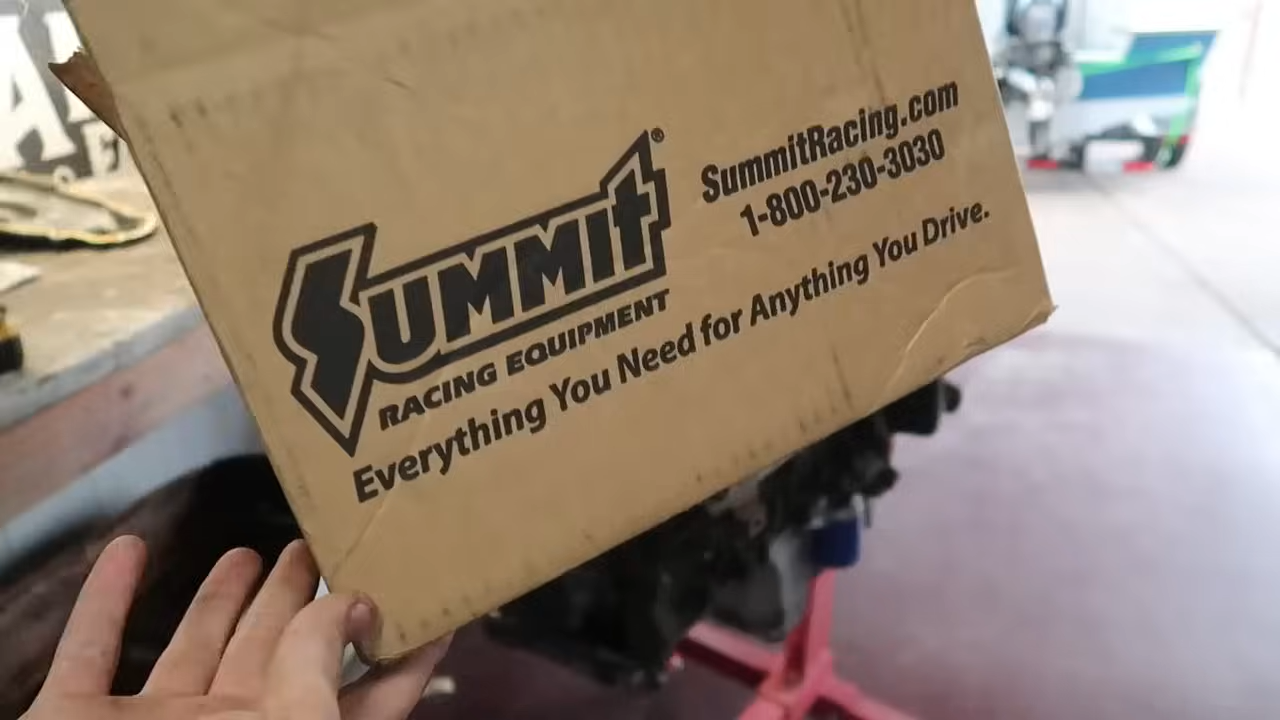 SUMMIT®
RACING EQUIPMENT
SummitRacing.com
1-800-230-3030
Everything You Need for Anything You Drive.